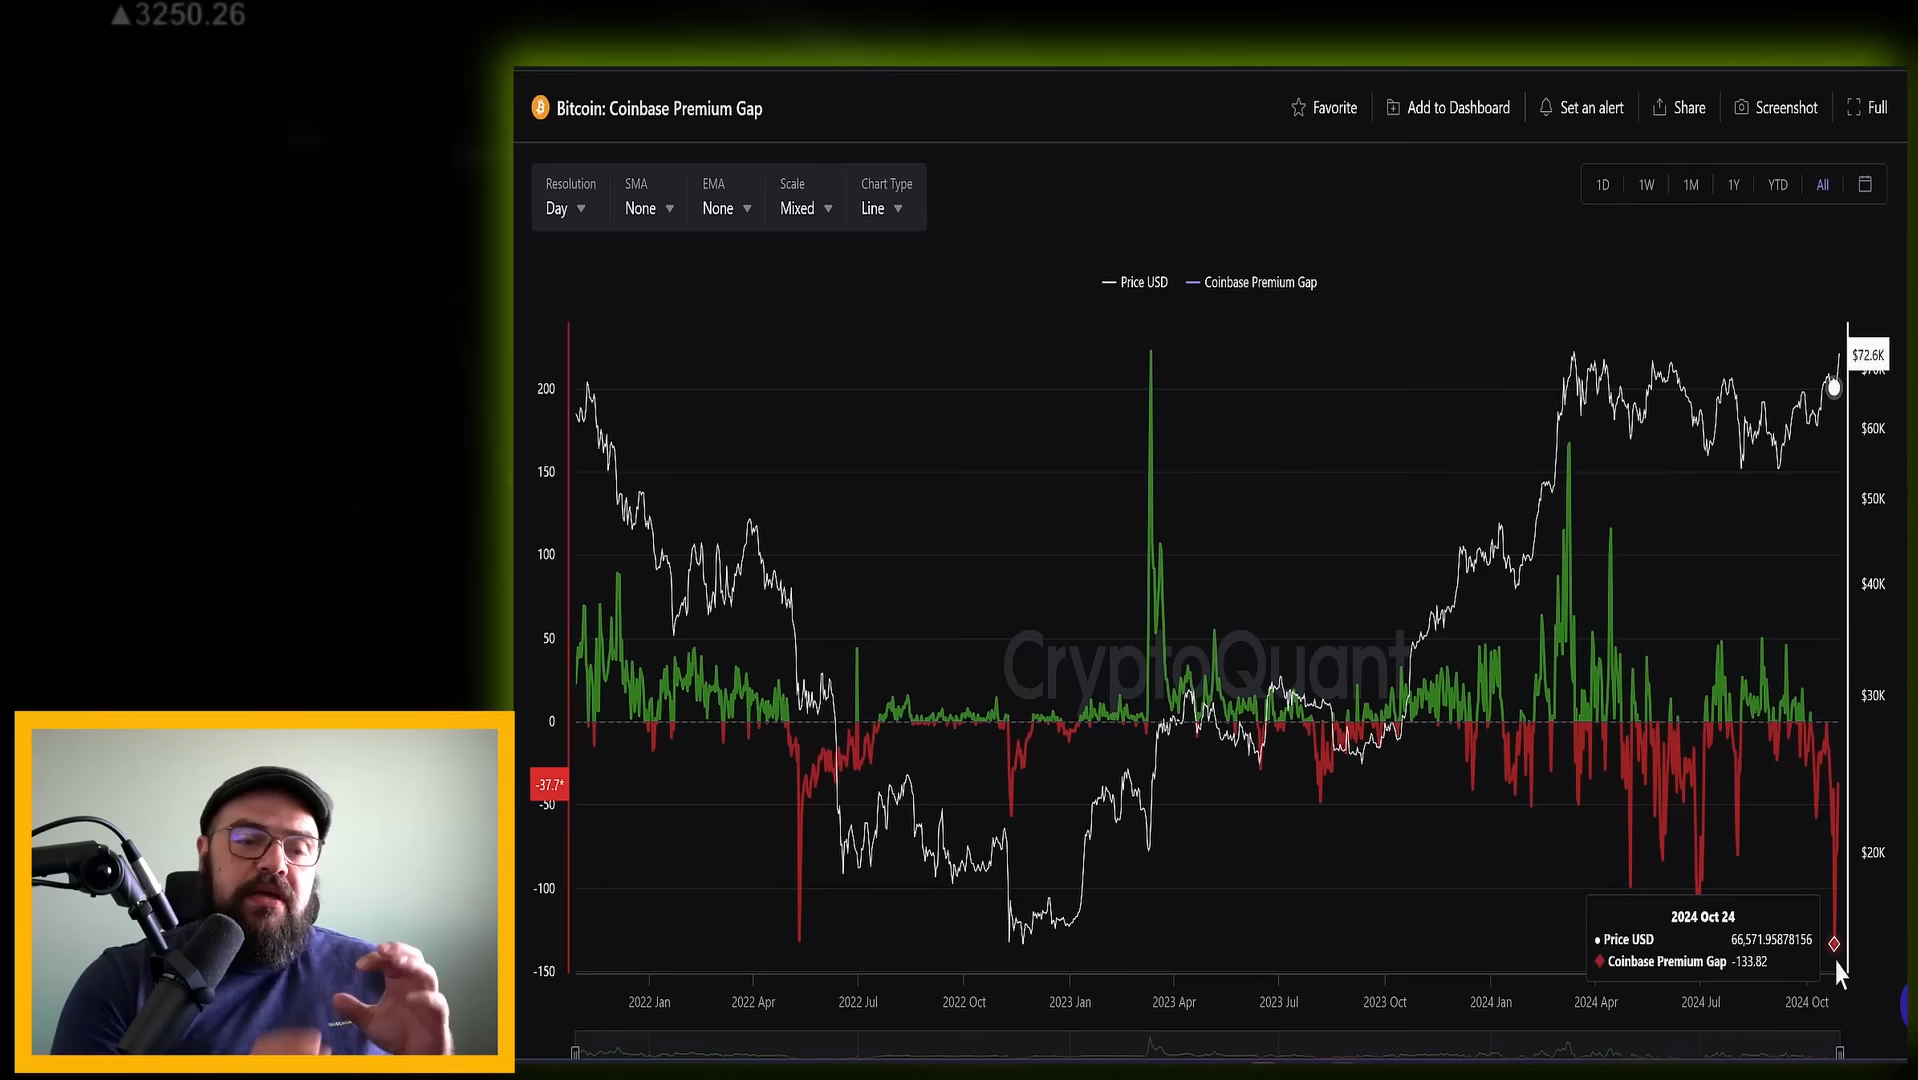 ▲3250.26
Bitcoin: Coinbase Premium Gap
Favorite
Add to Dashboard
Set an alert
Share
Screenshot
Full
Resolution
SMA
EMA
Scale
Chart Type
Day
None
None
Mixed
Line
1D
1W
1M
1Y
YTD
All
Price USD
Coinbase Premium Gap
$72.6K
200
$60K
150
$50K
100
$40K
50
CryptoQuant
$30K
0
-37.7*
-50
$20K
-100
2024 Oct 24
Price USD 66,571.95878156
Coinbase Premium Gap -133.82
-150
2022 Jan
2022 Apr
2022 Jul
2022 Oct
2023 Jan
2023 Apr
2023 Jul
2023 Oct
2024 Jan
2024 Apr
2024 Jul
2024 Oct